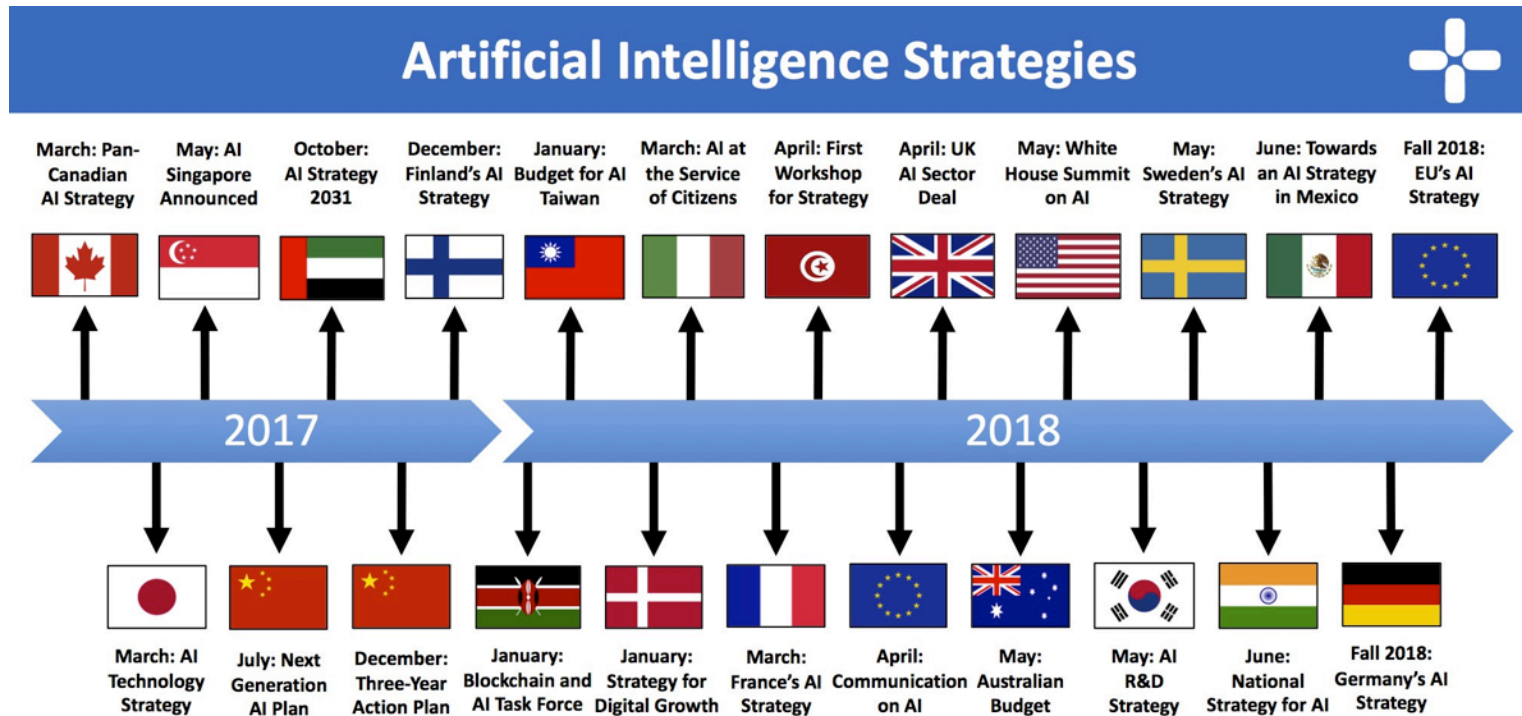 Artificial Intelligence Strategies
March: Pan-
Canadian
AI Strategy
May: AI
Singapore
Announced
October:
AI Strategy
2031
December:
Finland's AI
Strategy
January:
Budget for AI
Taiwan
March: AI at
the Service
of Citizens
April: First
Workshop
for Strategy
April: UK
AI Sector
Deal
May: White
House Summit
on AI
May:
Sweden's AI
Strategy
June: Towards
an AI Strategy
in Mexico
Fall 2018:
EU's AI
Strategy
2017
2018
March: AI
Technology
Strategy
July: Next
Generation
AI Plan
December:
Three-Year
Action Plan
January:
Blockchain and
AI Task Force
January:
Strategy for
Digital Growth
March:
France's AI
Strategy
April:
Communication
on AI
May:
Australian
Budget
May: AI
R&D
Strategy
June:
National
Strategy for AI
Fall 2018:
Germany's AI
Strategy